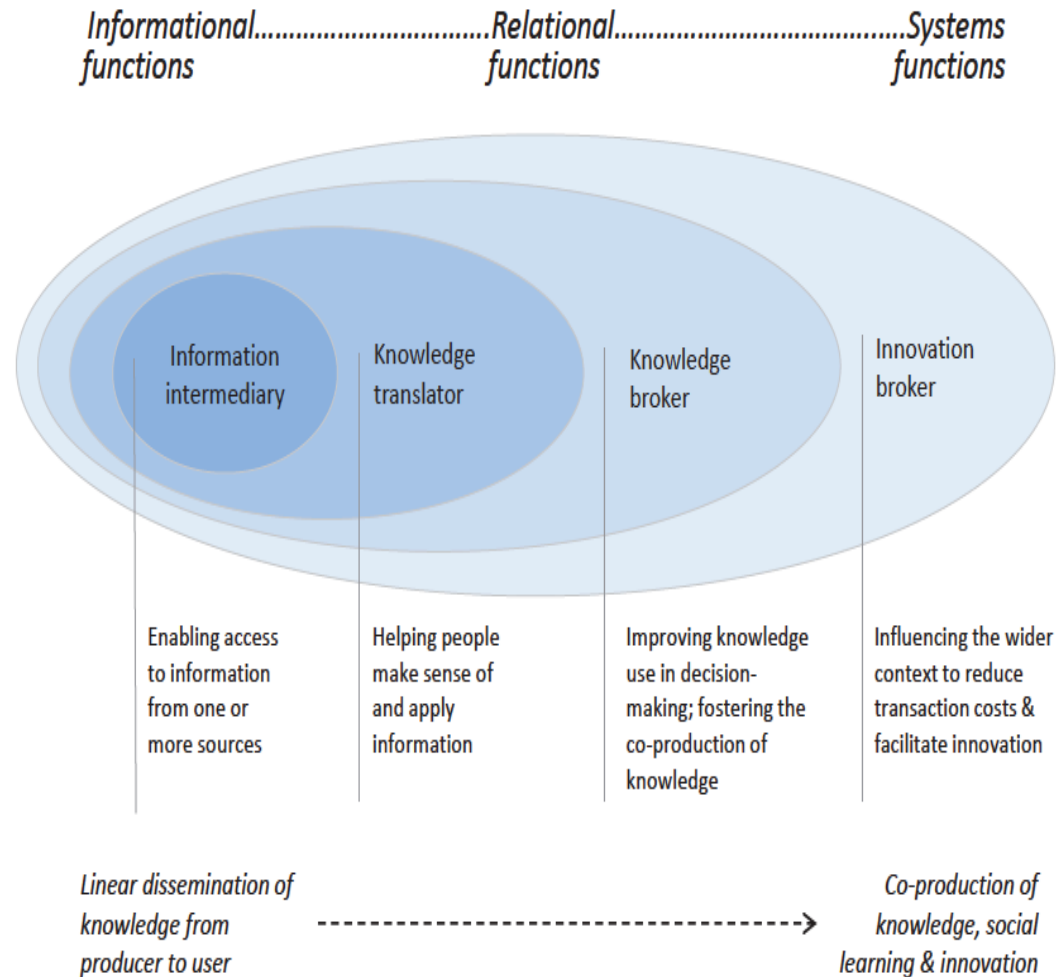 Informational..............................Relational....................................Systems
functions functions functions
Information
intermediary
Knowledge
translator
Knowledge
broker
Innovation
broker
Enabling access
to information
from one or
more sources
Helping people
make sense of
and apply
information
Improving knowledge
use in decision-
making; fostering the
co-production of
knowledge
Influencing the wider
context to reduce
transaction costs &
facilitate innovation
Linear dissemination of
knowledge from
producer to user
Co-production of
knowledge, social
learning & innovation